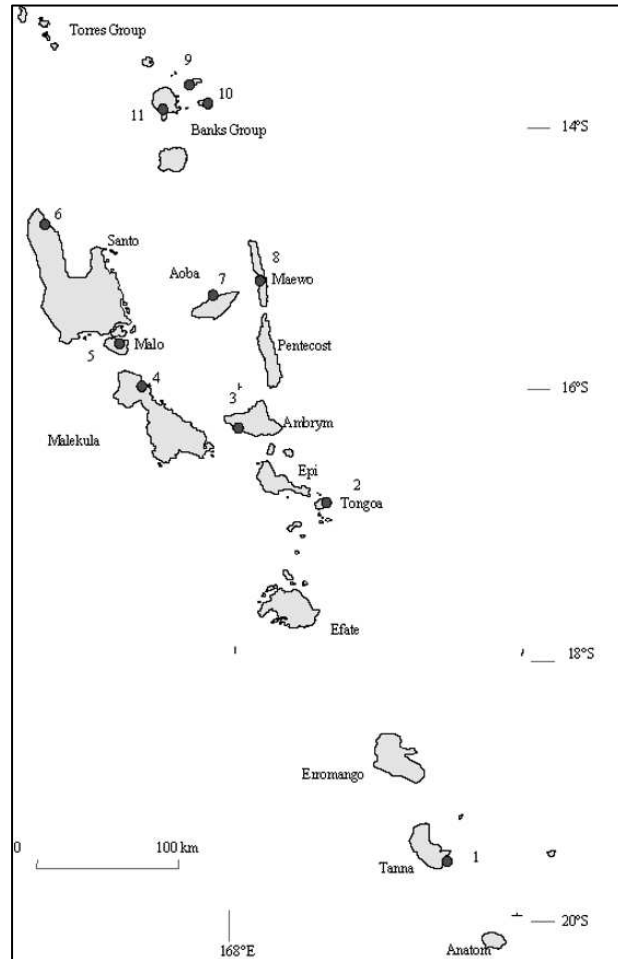 Torres Group
9
10
11
Banks Group
14°S
6
Santo
Aoba
7
8
Maewo
5
Malo
Pentecost
4
16°S
3
Ambrym
Malekula
Epi
2
Tongoa
Efate
18°S
Erromango
0
100 km
Tanna
1
168°E
20°S
Anatom